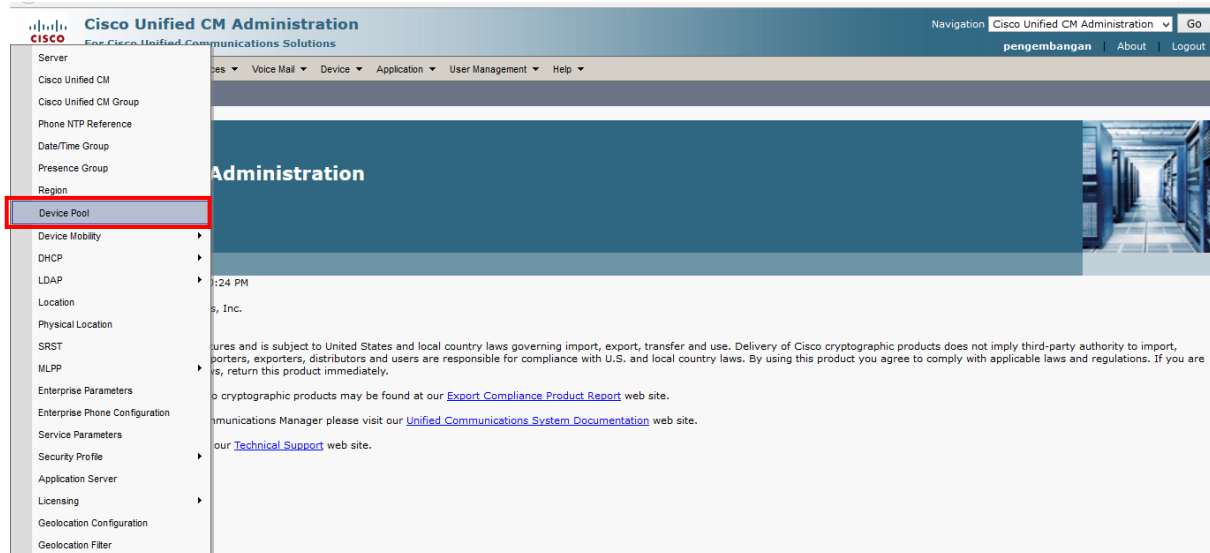 Cisco Unified CM Administration
CISCO
For Cisco Unified Communications Solutions
Navigation Cisco Unified CM Administration Go
pengembangan | About | Logout
ces Voice Mail Device Application User Management Help
Server
Cisco Unified CM
Cisco Unified CM Group
Phone NTP Reference
Date/Time Group
Presence Group
Region
Device Pool
Device Mobility
DHCP
LDAP
Location
Physical Location
SRST
MLPP
Enterprise Parameters
Enterprise Phone Configuration
Service Parameters
Security Profile
Application Server
Licensing
Geolocation Configuration
Geolocation Filter
Administration
:24 PM
s, Inc.
ures and is subject to United States and local country laws governing import, export, transfer and use. Delivery of Cisco cryptographic products does not imply third-party authority to import,
porters, exporters, distributors and users are responsible for compliance with U.S. and local country laws. By using this product you agree to comply with applicable laws and regulations. If you are
ws, return this product immediately.
o cryptographic products may be found at our Export Compliance Product Report web site.
mmunications Manager please visit our Unified Communications System Documentation web site.
our Technical Support web site.